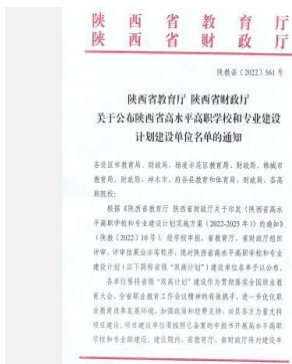 陕西省教育厅
陕西省财政厅
陕教函〔2022〕561号
陕西省教育厅 陕西省财政厅
关于公布陕西省高水平高职学校和专业建设
计划建设单位名单的通知
各设区市教育局、财政局，杨凌示范区教育局、财政局，韩城市
教育局、财政局，神木市、府谷县教育和体育局、财政局，各高
职院校：
根据《陕西省教育厅 陕西省财政厅关于印发〈陕西省高水
平高职学校和专业建设计划实施方案（2022-2025年）的通知》
（陕教〔2022〕10号），经学校申报，省教育厅、省财政厅组织
评审、评审结果公示等程序，现对陕西省高水平高职学校和专业
建设计划（以下简称省级“双高计划”）建设单位名单予以公布。
各单位要将省级“双高计划”建设作为贯彻落实全国职业教育
大会、全省职业教育工作会议精神的有效抓手，进一步优化职
业教育改革发展环境，加强政策和经费支持，动员各方力量支持
项目建设。项目建设单位要按照已备案的申报书开展高水平高职
学校和专业群建设。建设期内，省教育厅、省财政厅将对建设单